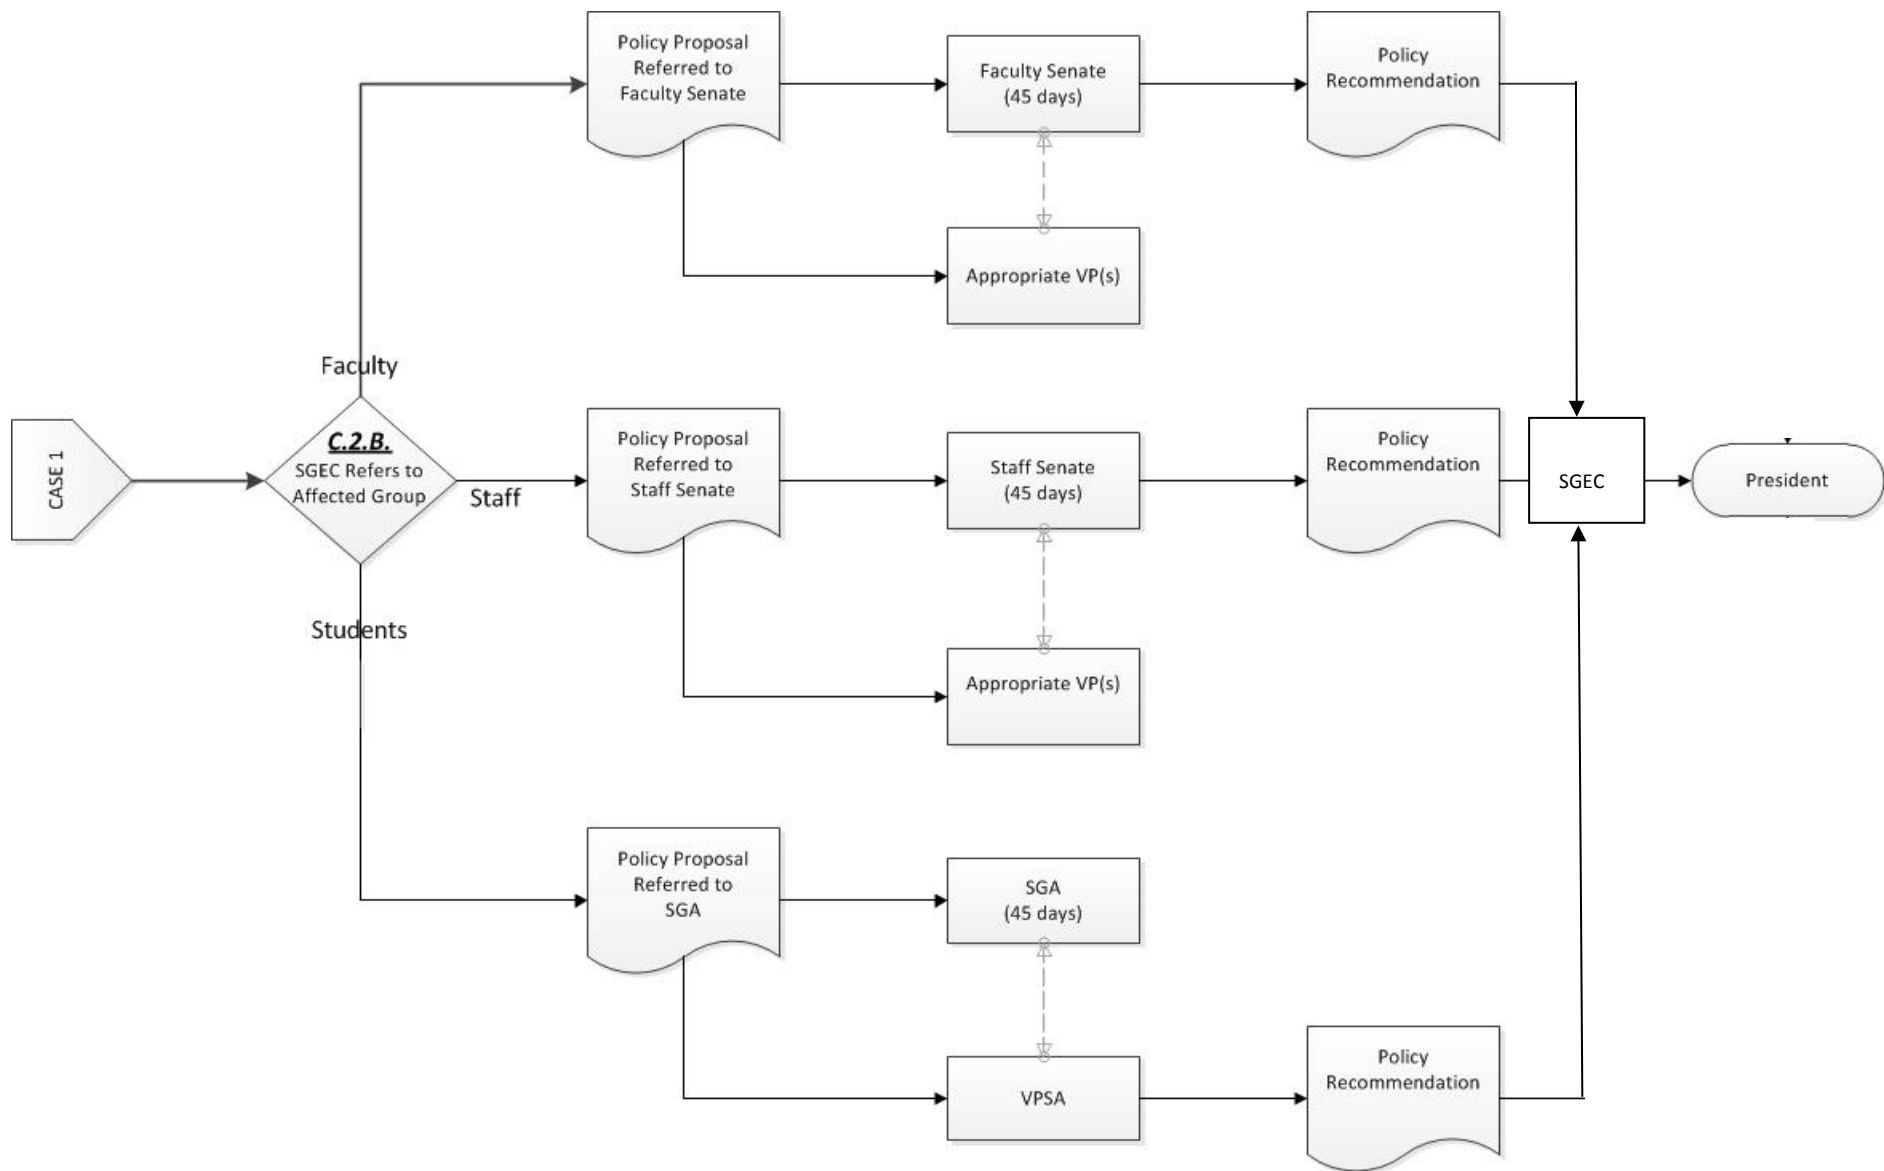 Policy Proposal
Referred to
Faculty Senate
Faculty Senate
(45 days)
Policy
Recommendation
Appropriate VP(s)
Faculty
CASE 1
C.2.B.
SGEC Refers to
Affected Group
Staff
Students
Policy Proposal
Referred to
Staff Senate
Staff Senate
(45 days)
Policy
Recommendation
SGEC
President
Appropriate VP(s)
Policy Proposal
Referred to
SGA
SGA
(45 days)
VPSA
Policy
Recommendation